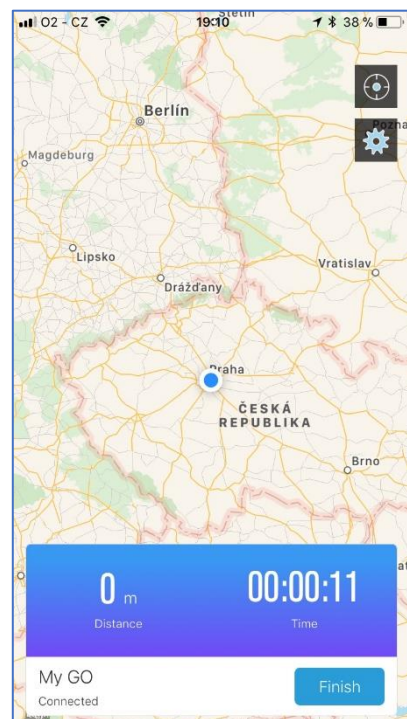 O2 - CZ 19:10 38 %
Berlín
Magdeburg
Lipsko
Drážďany
Vratislav
Praha
ČESKÁ
REPUBLIKA
Brno
0 m 00:00:11
Distance Time
My GO
Connected
Finish